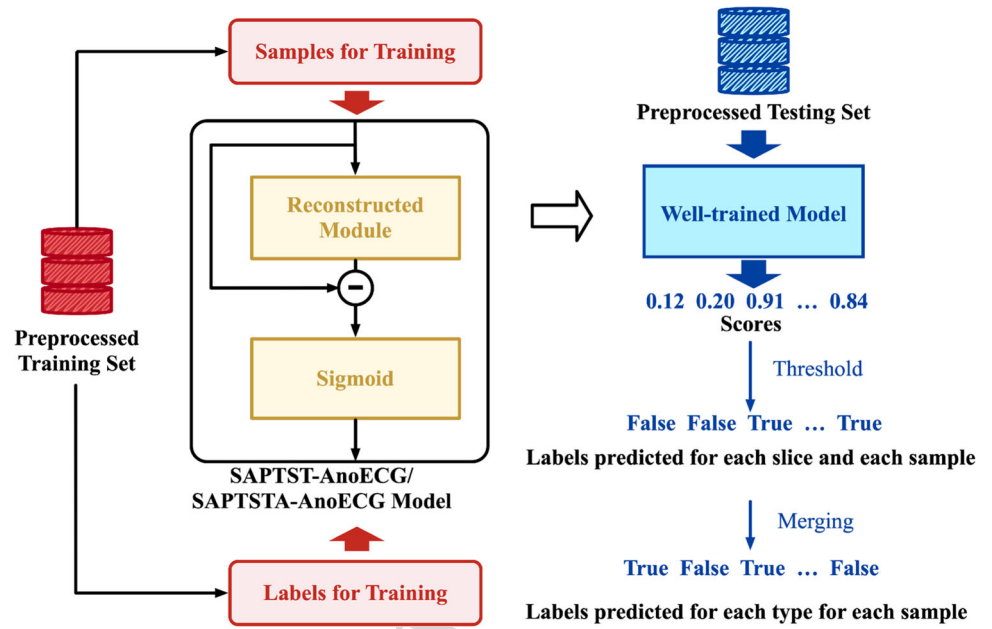 Samples for Training
Reconstructed
Module
−
Sigmoid
SAPTST-AnoECG/
SAPTSTA-AnoECG Model
Labels for Training
Preprocessed
Training Set
Preprocessed Testing Set
Well-trained Model
0.12 0.20 0.91 … 0.84
Scores
Threshold
False False True … True
Labels predicted for each slice and each sample
Merging
True False True … False
Labels predicted for each type for each sample